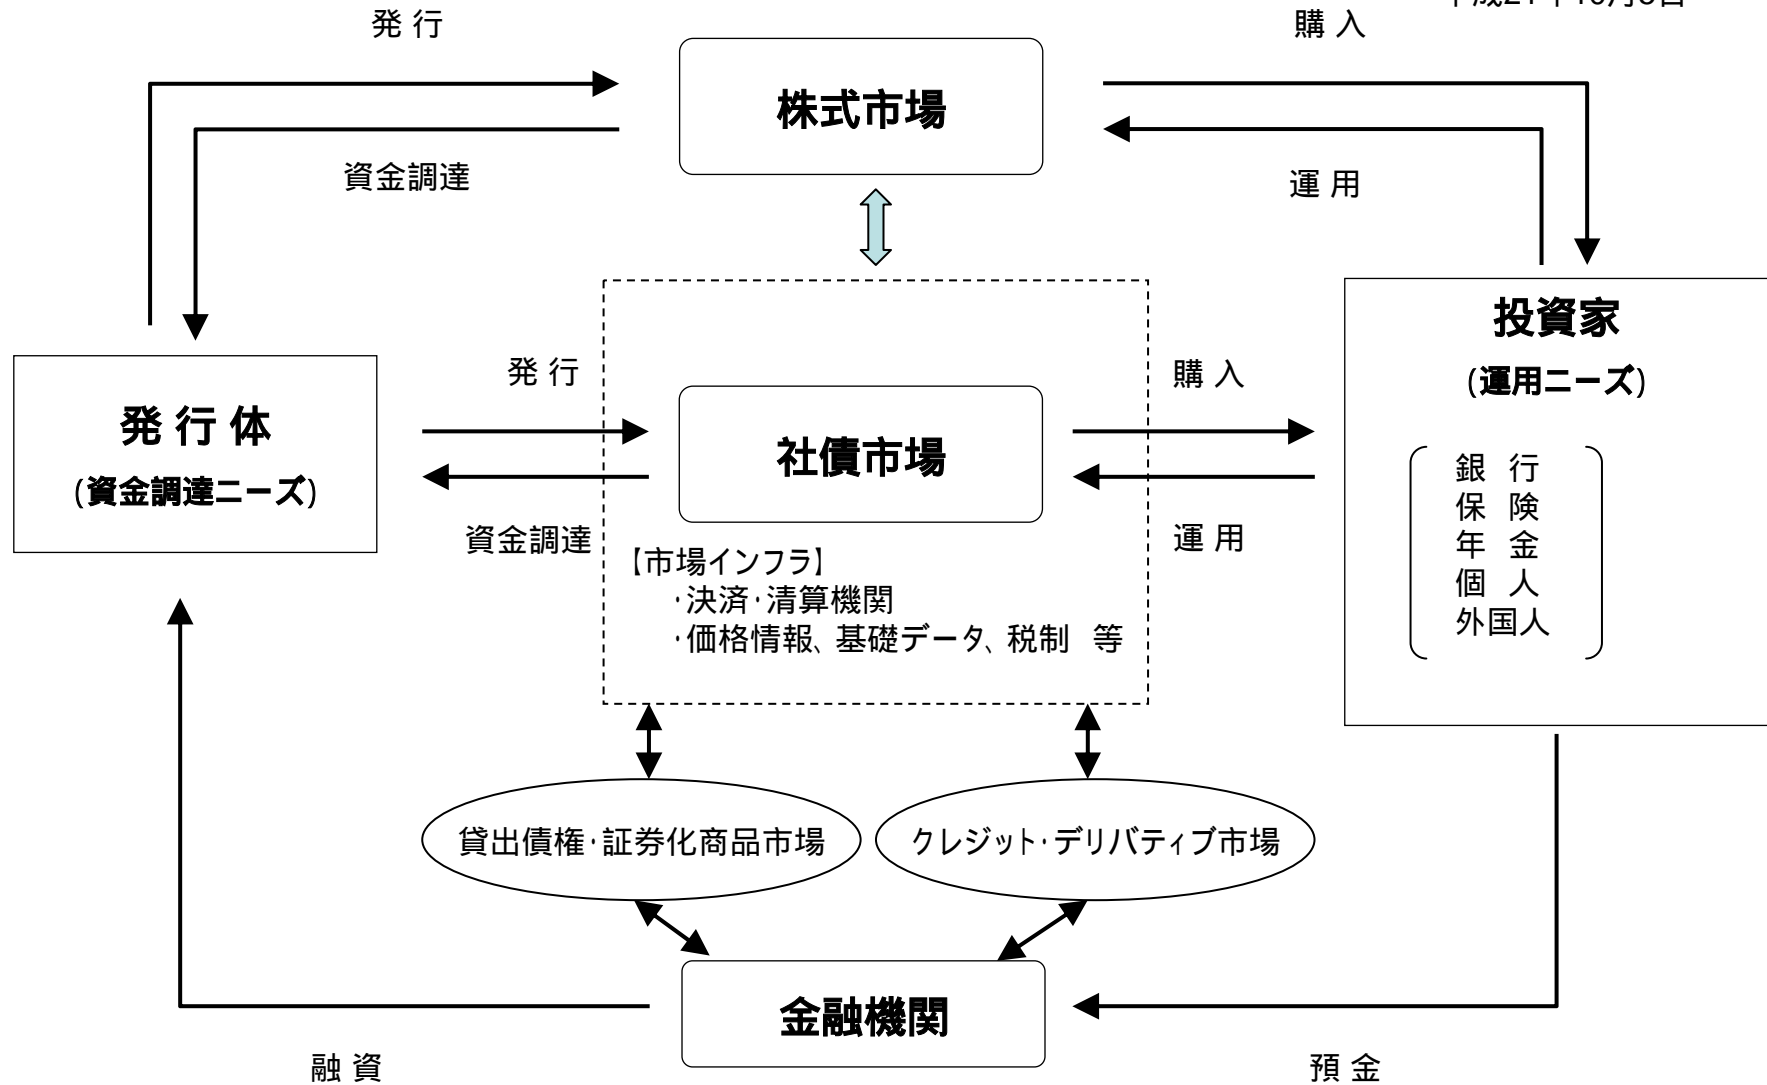 発 行
購 入
株式市場
資金調達
運 用
投資家
(運用ニーズ)
発 行
購 入
発 行 体
(資金調達ニーズ)
社債市場
銀 行
保 険
年 金
個 人
外国人
資金調達
運 用
【市場インフラ】
・決済・清算機関
・価格情報、基礎データ、税制 等
貸出債権・証券化商品市場
クレジット・デリバティブ市場
金融機関
融 資
預 金